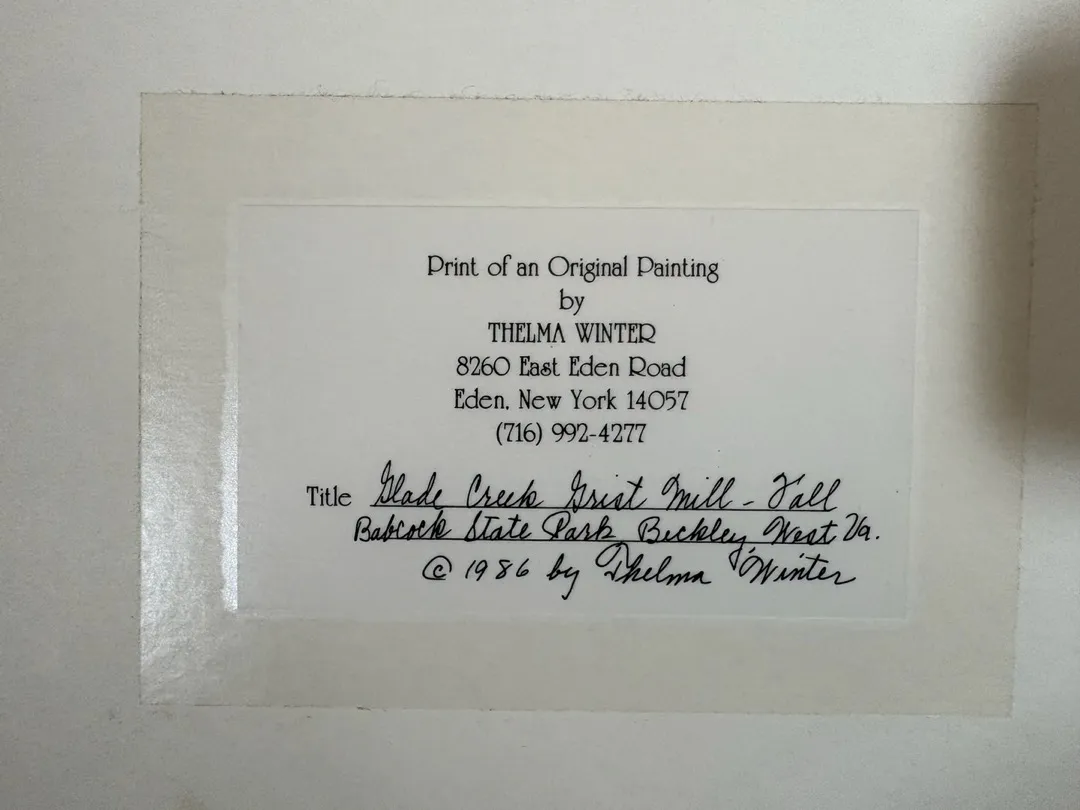 Print of an Original Painting
by
THELMA WINTER
8260 East Eden Road
Eden, New York 14057
(716) 992-4277
Title Glade Creek Grist Mill - Fall
Babcock State Park, Beckley, West Va.
© 1986 by Thelma Winter